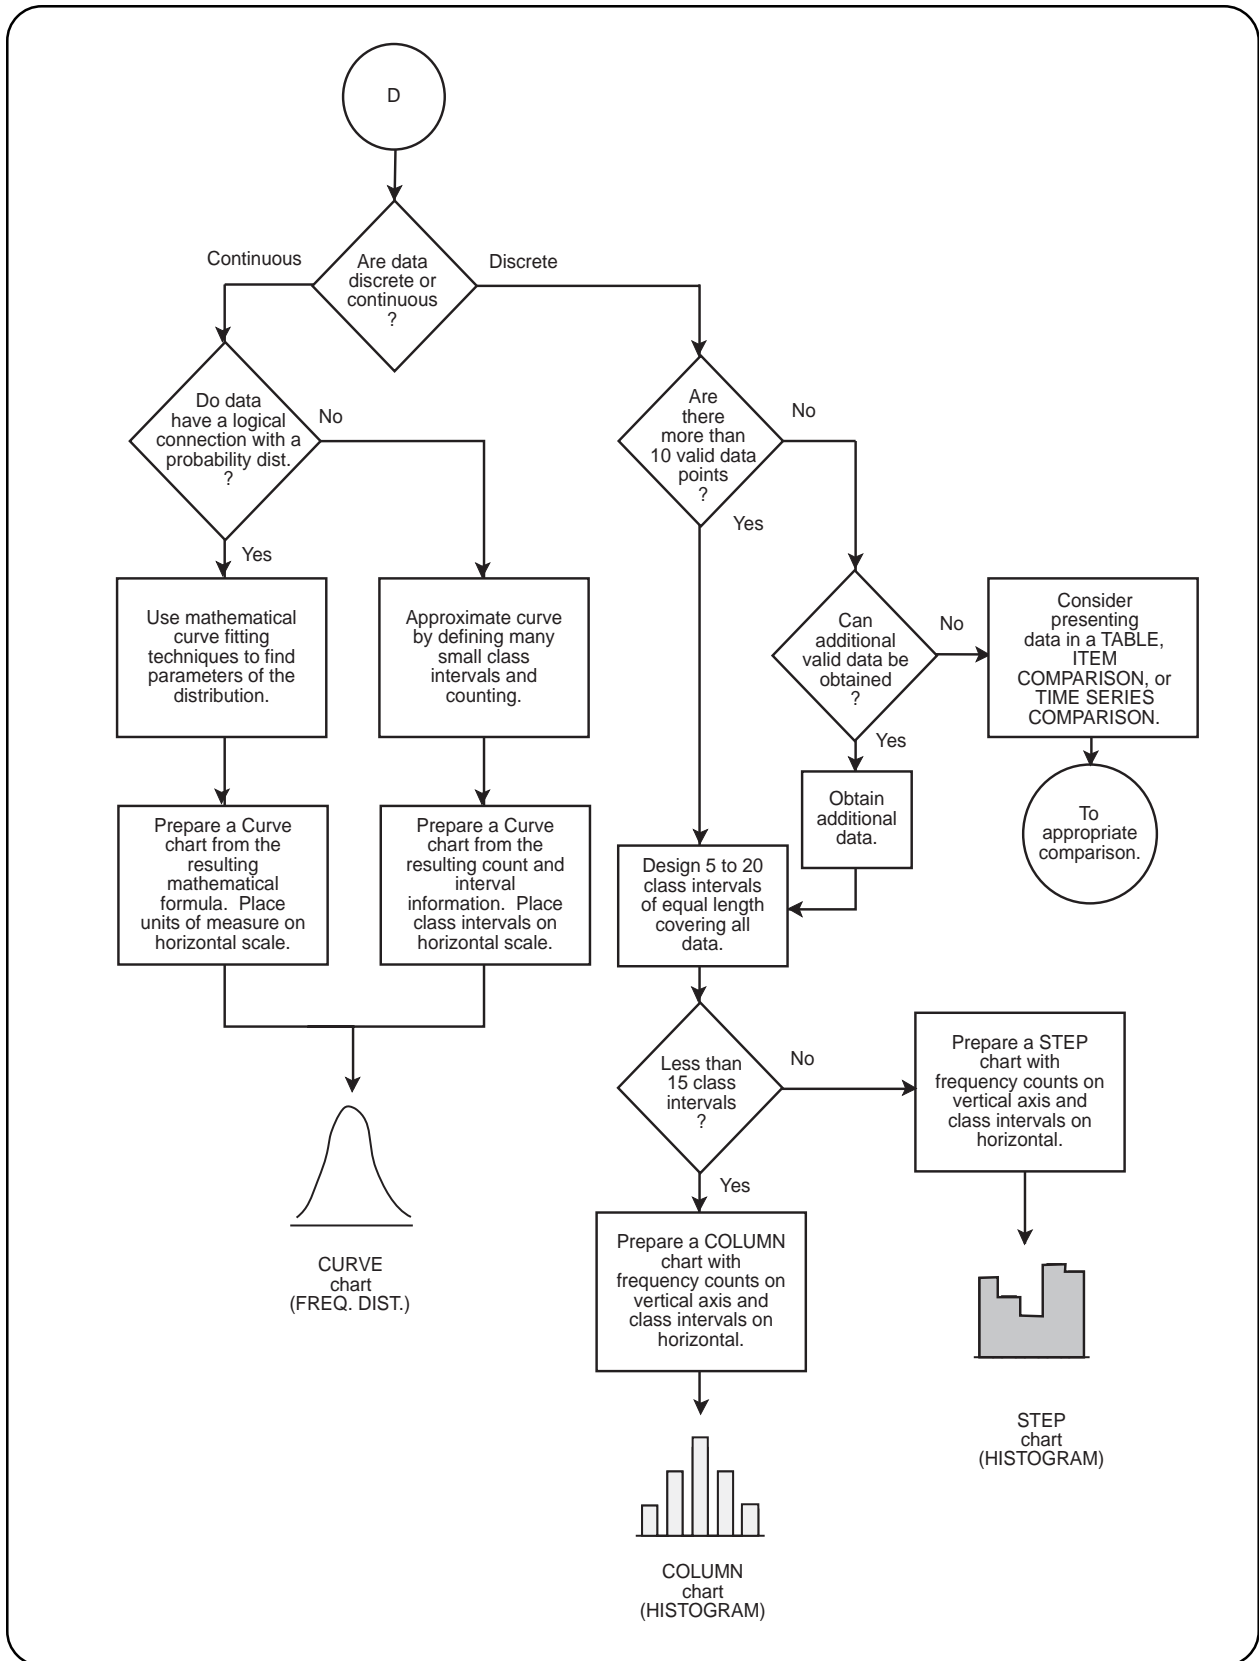 D
Are data
discrete or
continuous
?
Continuous
Discrete
Do data
have a logical
connection with a
probability dist.
?
No
Yes
Are
there
more than
10 valid data
points
?
No
Yes
Use mathematical
curve fitting
techniques to find
parameters of the
distribution.
Approximate curve
by defining many
small class
intervals and
counting.
Can
additional
valid data be
obtained
?
No
Yes
Consider
presenting
data in a TABLE,
ITEM
COMPARISON, or
TIME SERIES
COMPARISON.
Obtain
additional
data.
To
appropriate
comparison.
Prepare a Curve
chart from the
resulting
mathematical
formula.  Place
units of measure on
horizontal scale.
Prepare a Curve
chart from the
resulting count and
interval
information.  Place
class intervals on
horizontal scale.
Design 5 to 20
class intervals
of equal length
covering all
data.
Less than
15 class
intervals
?
No
Yes
Prepare a STEP
chart with
frequency counts on
vertical axis and
class intervals on
horizontal.
Prepare a COLUMN
chart with
frequency counts on
vertical axis and
class intervals on
horizontal.
CURVE
chart
(FREQ. DIST.)
STEP
chart
(HISTOGRAM)
COLUMN
chart
(HISTOGRAM)